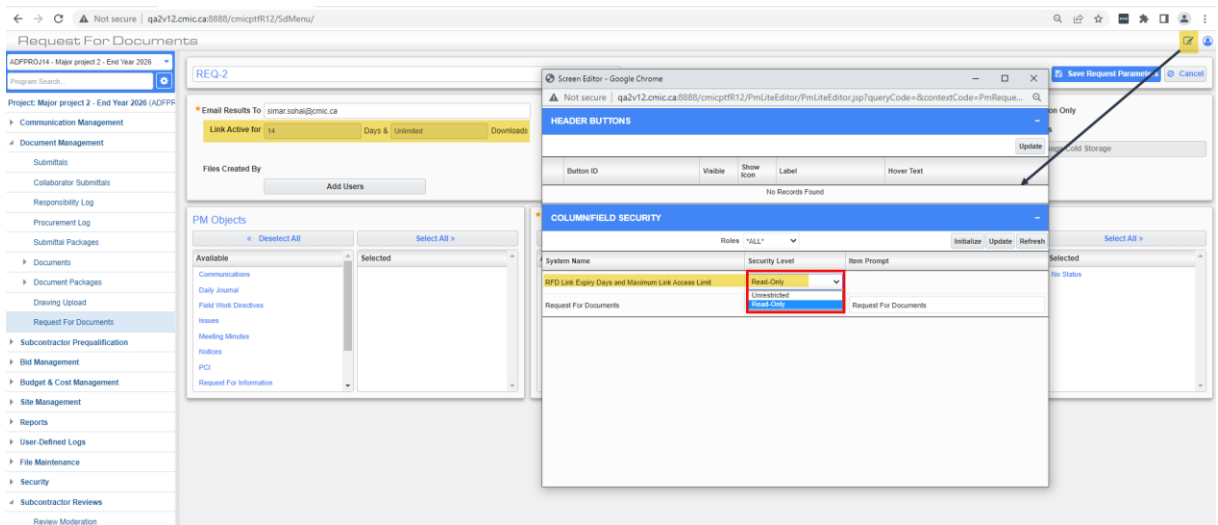 Not secure | qa2v12.cmic.ca:8888/cmicptfR12/SdMenu/
Request For Documents
ADFPROJ14 - Major project 2 - End Year 2026
Program Search...
Project: Major project 2 - End Year 2026 (ADFPF
Communication Management
Document Management
Submittals
Collaborator Submittals
Responsibility Log
Procurement Log
Submittal Packages
Documents
Document Packages
Drawing Upload
Request For Documents
Subcontractor Prequalification
Bid Management
Budget & Cost Management
Site Management
Reports
User-Defined Logs
File Maintenance
Security
Subcontractor Reviews
Review Moderation
REQ-2
Save Request Parameters
Cancel
*Email Results To simar.sohal@cmic.ca
Link Active for 14 Days & Unlimited Downloads
Files Created By
Add Users
on Only
Cold Storage
PM Objects
« Deselect All Select All »
Available Selected
Communications
Daily Journal
Field Work Directives
Issues
Meeting Minutes
Notices
PCI
Request For Information
Select All »
Selected
No Status
Screen Editor - Google Chrome
Not secure | qa2v12.cmic.ca:8888/cmicptfR12/PmLiteEditor/PmLiteEditor.jsp?queryCode=&contextCode=PmReque...
HEADER BUTTONS
Update
Button ID Visible Show Icon Label Hover Text
No Records Found
COLUMN/FIELD SECURITY
Roles *ALL* Initialize Update Refresh
System Name Security Level Item Prompt
RFD Link Expiry Days and Maximum Link Access Limit Read-Only
Unrestricted
Read-Only
Request For Documents Request For Documents